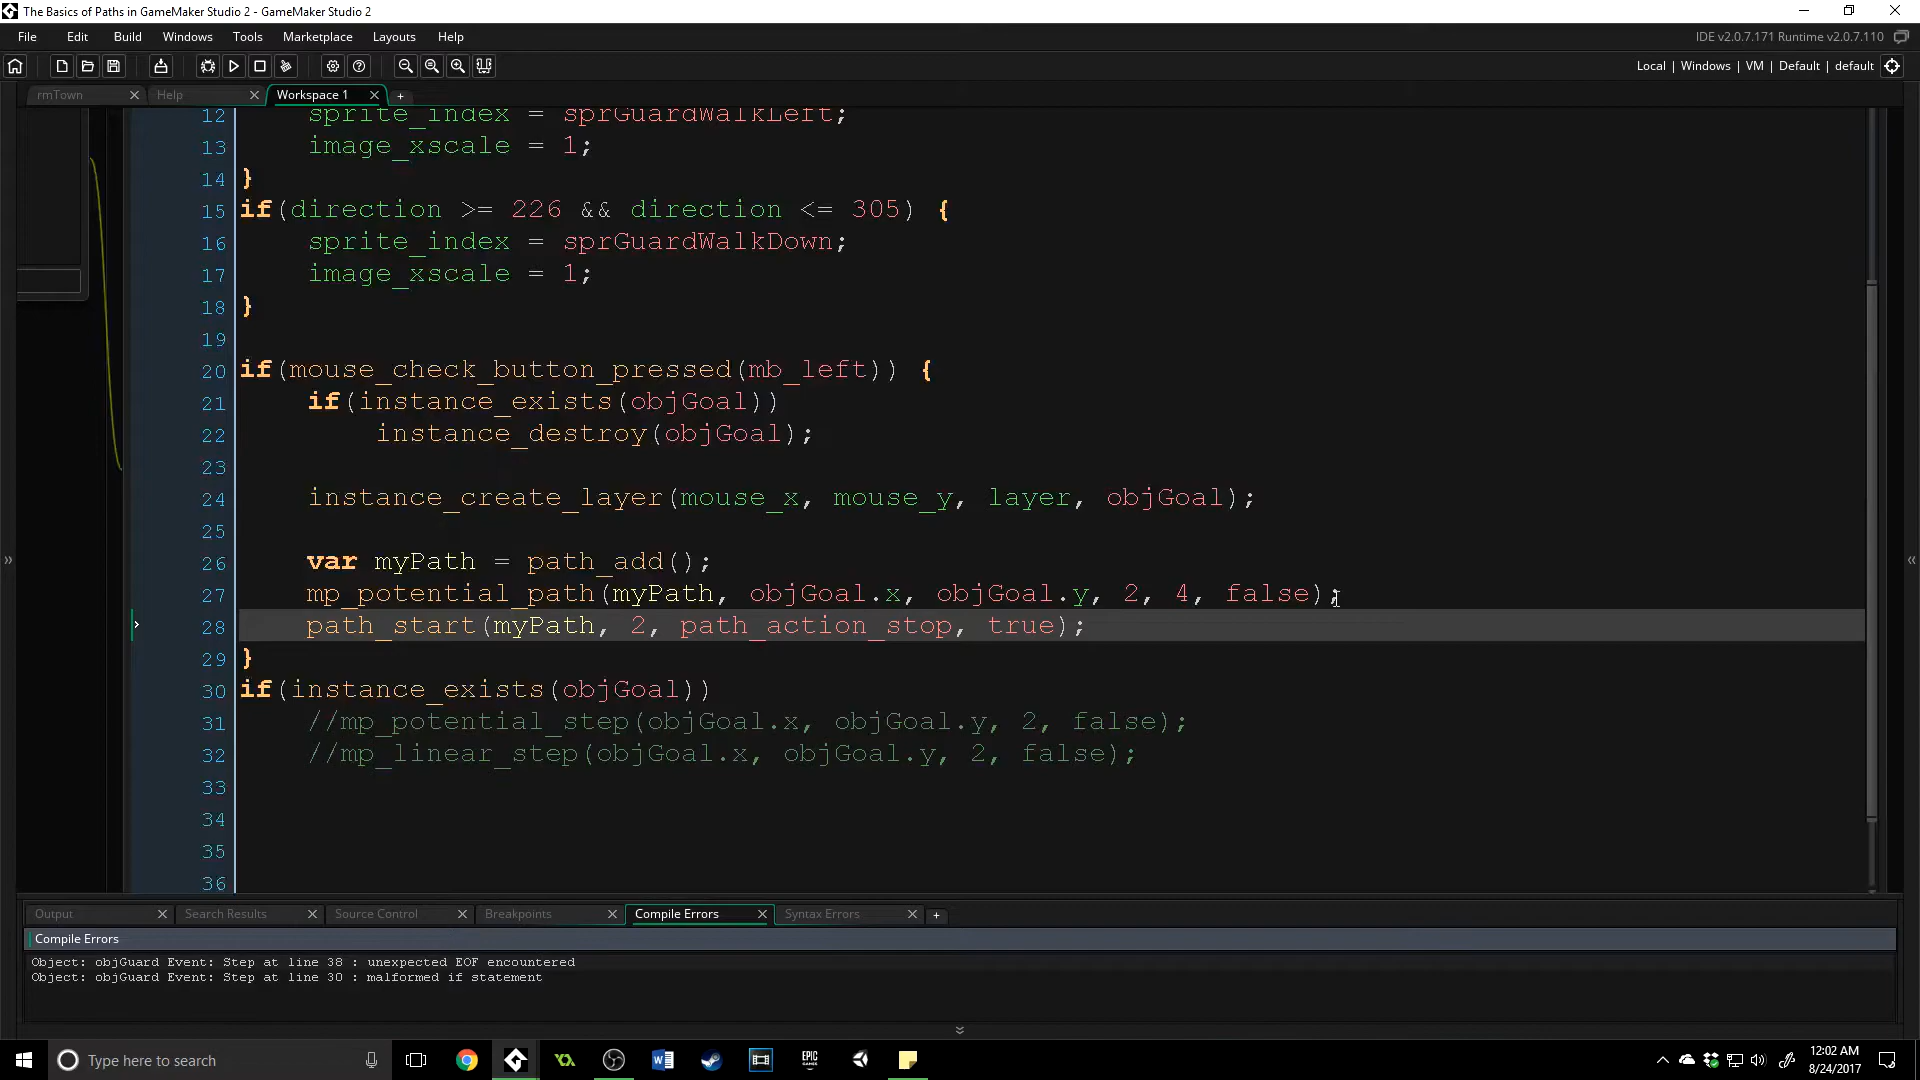 The Basics of Paths in GameMaker Studio 2 - GameMaker Studio 2
File Edit Build Windows Tools Marketplace Layouts Help
IDE v2.0.7.171 Runtime v2.0.7.110
Local | Windows | VM | Default | default
rmTown Help Workspace 1
12 sprite_index = sprGuardWalkLeft;
13 image_xscale = 1;
14 }
15 if(direction >= 226 && direction <= 305) {
16 sprite_index = sprGuardWalkDown;
17 image_xscale = 1;
18 }
19
20 if(mouse_check_button_pressed(mb_left)) {
21 if(instance_exists(objGoal))
22 instance_destroy(objGoal);
23
24 instance_create_layer(mouse_x, mouse_y, layer, objGoal);
25
26 var myPath = path_add();
27 mp_potential_path(myPath, objGoal.x, objGoal.y, 2, 4, false);
28 path_start(myPath, 2, path_action_stop, true);
29 }
30 if(instance_exists(objGoal))
31 //mp_potential_step(objGoal.x, objGoal.y, 2, false);
32 //mp_linear_step(objGoal.x, objGoal.y, 2, false);
33
34
35
36
Output Search Results Source Control Breakpoints Compile Errors Syntax Errors
Compile Errors
Object: objGuard Event: Step at line 38 : unexpected EOF encountered
Object: objGuard Event: Step at line 30 : malformed if statement
Type here to search
EPIC GAMES
12:02 AM
8/24/2017